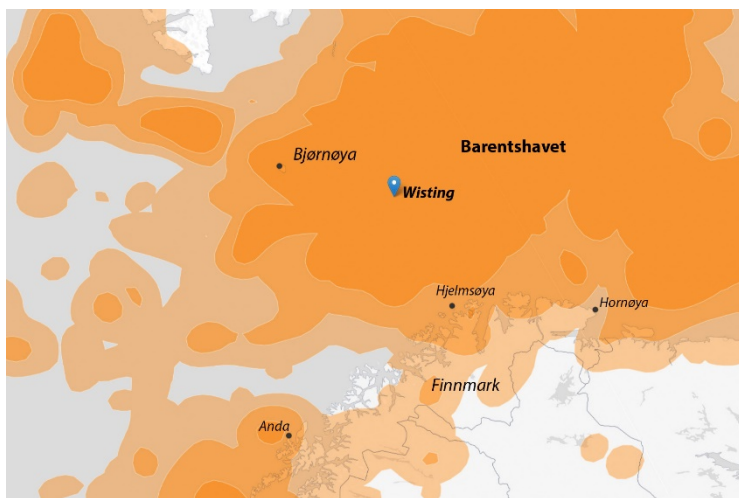 Barentshavet
Bjørnøya
Wisting
Hjelmsøya
Hornøya
Finnmark
Anda